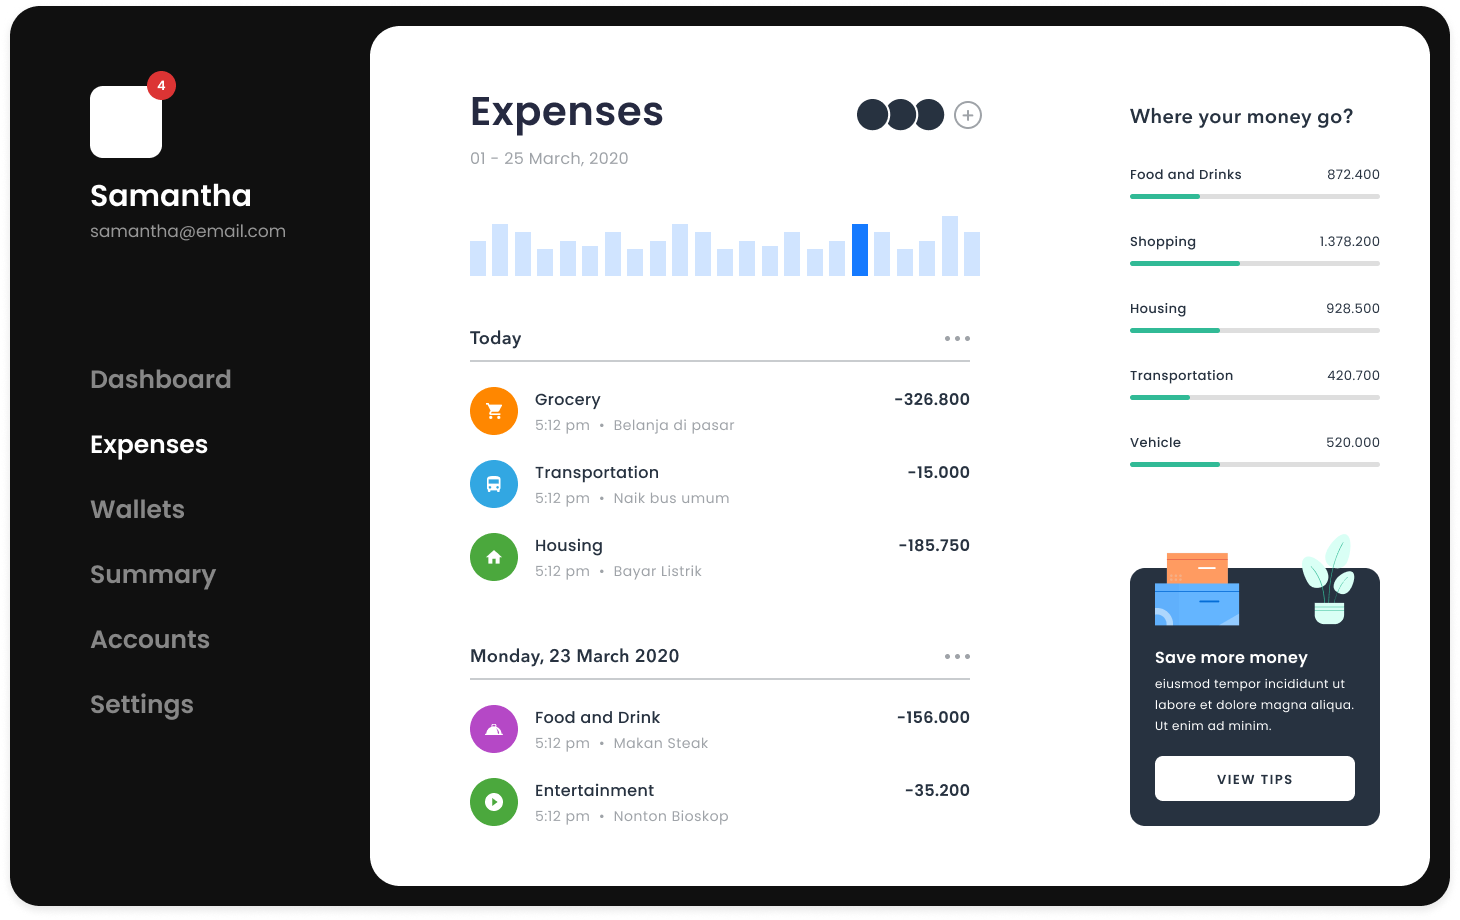 4
Samantha
samantha@email.com
Dashboard
Expenses
Wallets
Summary
Accounts
Settings
Expenses
01 - 25 March, 2020
Today
Grocery -326.800
5:12 pm • Belanja di pasar
Transportation -15.000
5:12 pm • Naik bus umum
Housing -185.750
5:12 pm • Bayar Listrik
Monday, 23 March 2020
Food and Drink -156.000
5:12 pm • Makan Steak
Entertainment -35.200
5:12 pm • Nonton Bioskop
Where your money go?
Food and Drinks 872.400
Shopping 1.378.200
Housing 928.500
Transportation 420.700
Vehicle 520.000
Save more money
eiusmod tempor incididunt ut
labore et dolore magna aliqua.
Ut enim ad minim.
VIEW TIPS